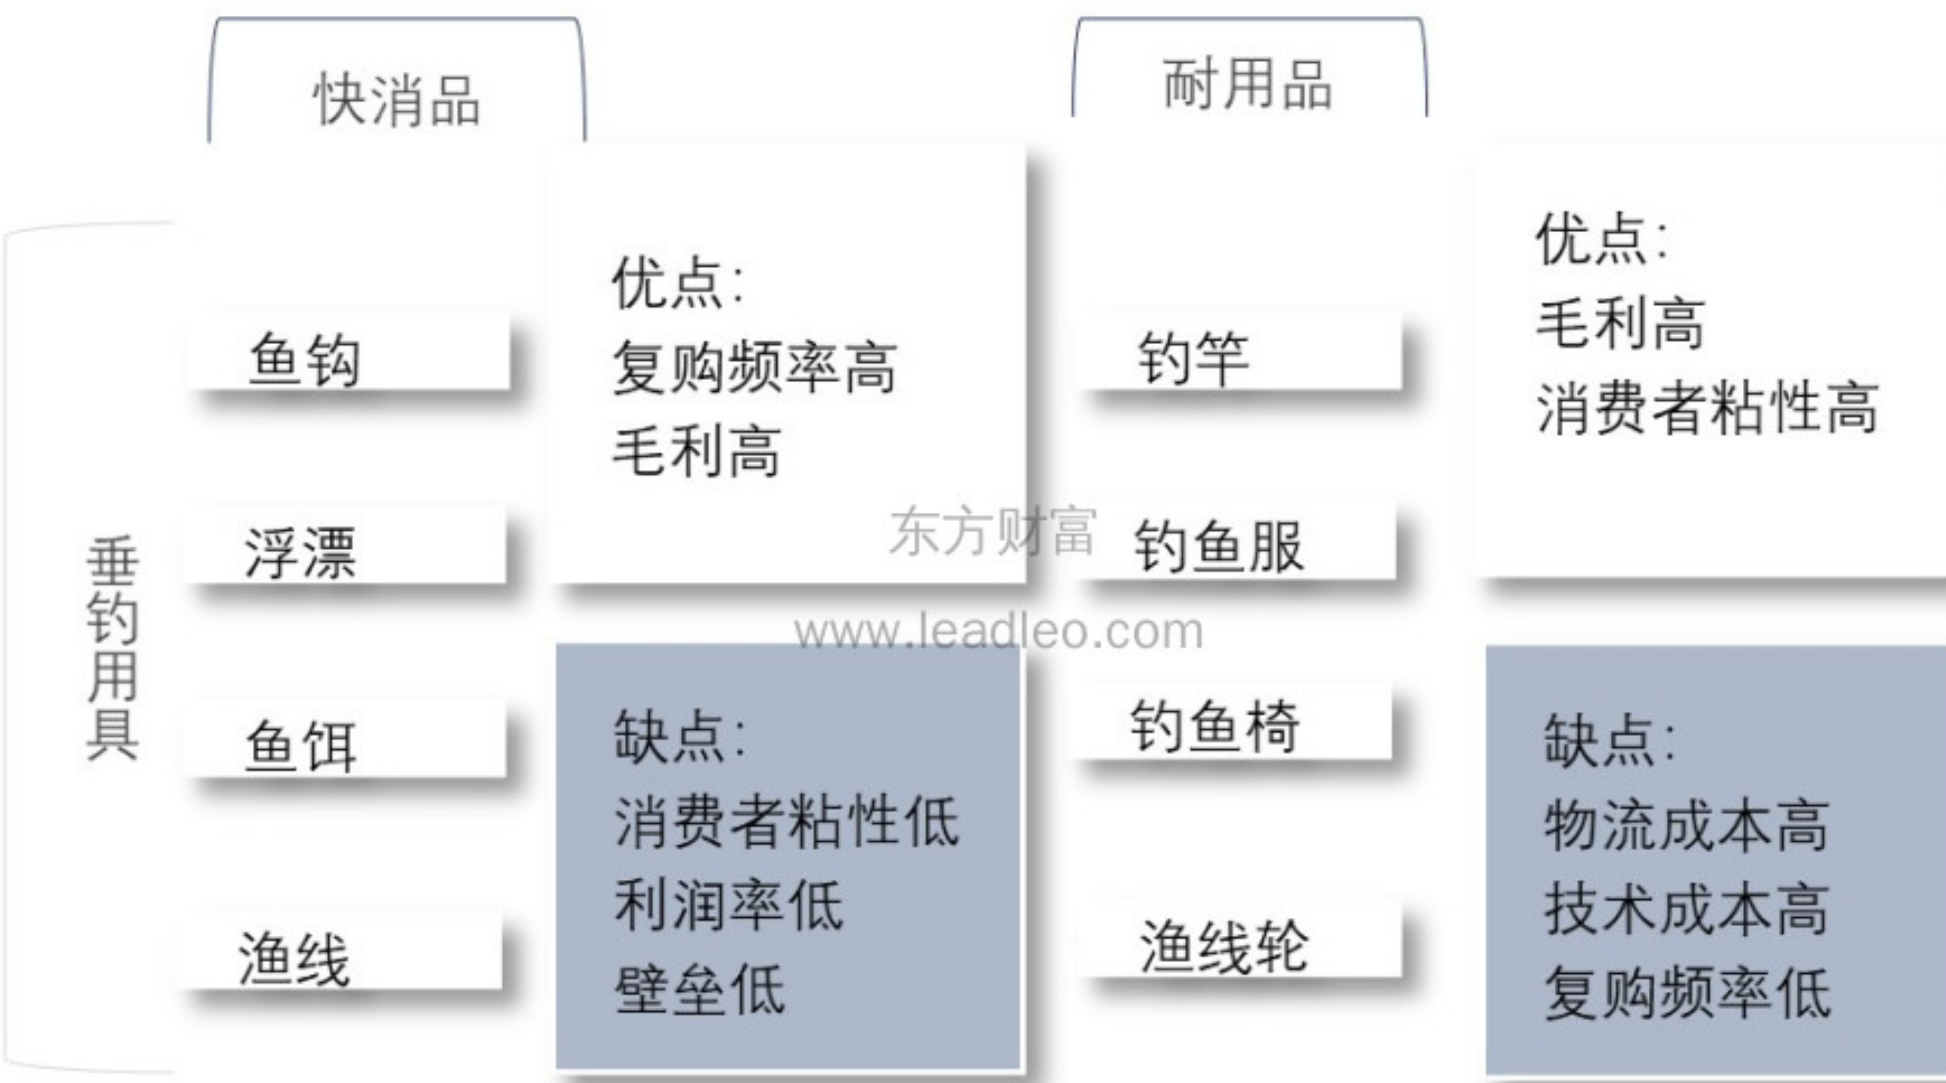 快消品
耐用品
垂钓用具
鱼钩
浮漂
鱼饵
渔线
优点：
复购频率高
毛利高
缺点：
消费者粘性低
利润率低
壁垒低
钓竿
钓鱼服
钓鱼椅
渔线轮
优点：
毛利高
消费者粘性高
缺点：
物流成本高
技术成本高
复购频率低
东方财富
www.leadleo.com